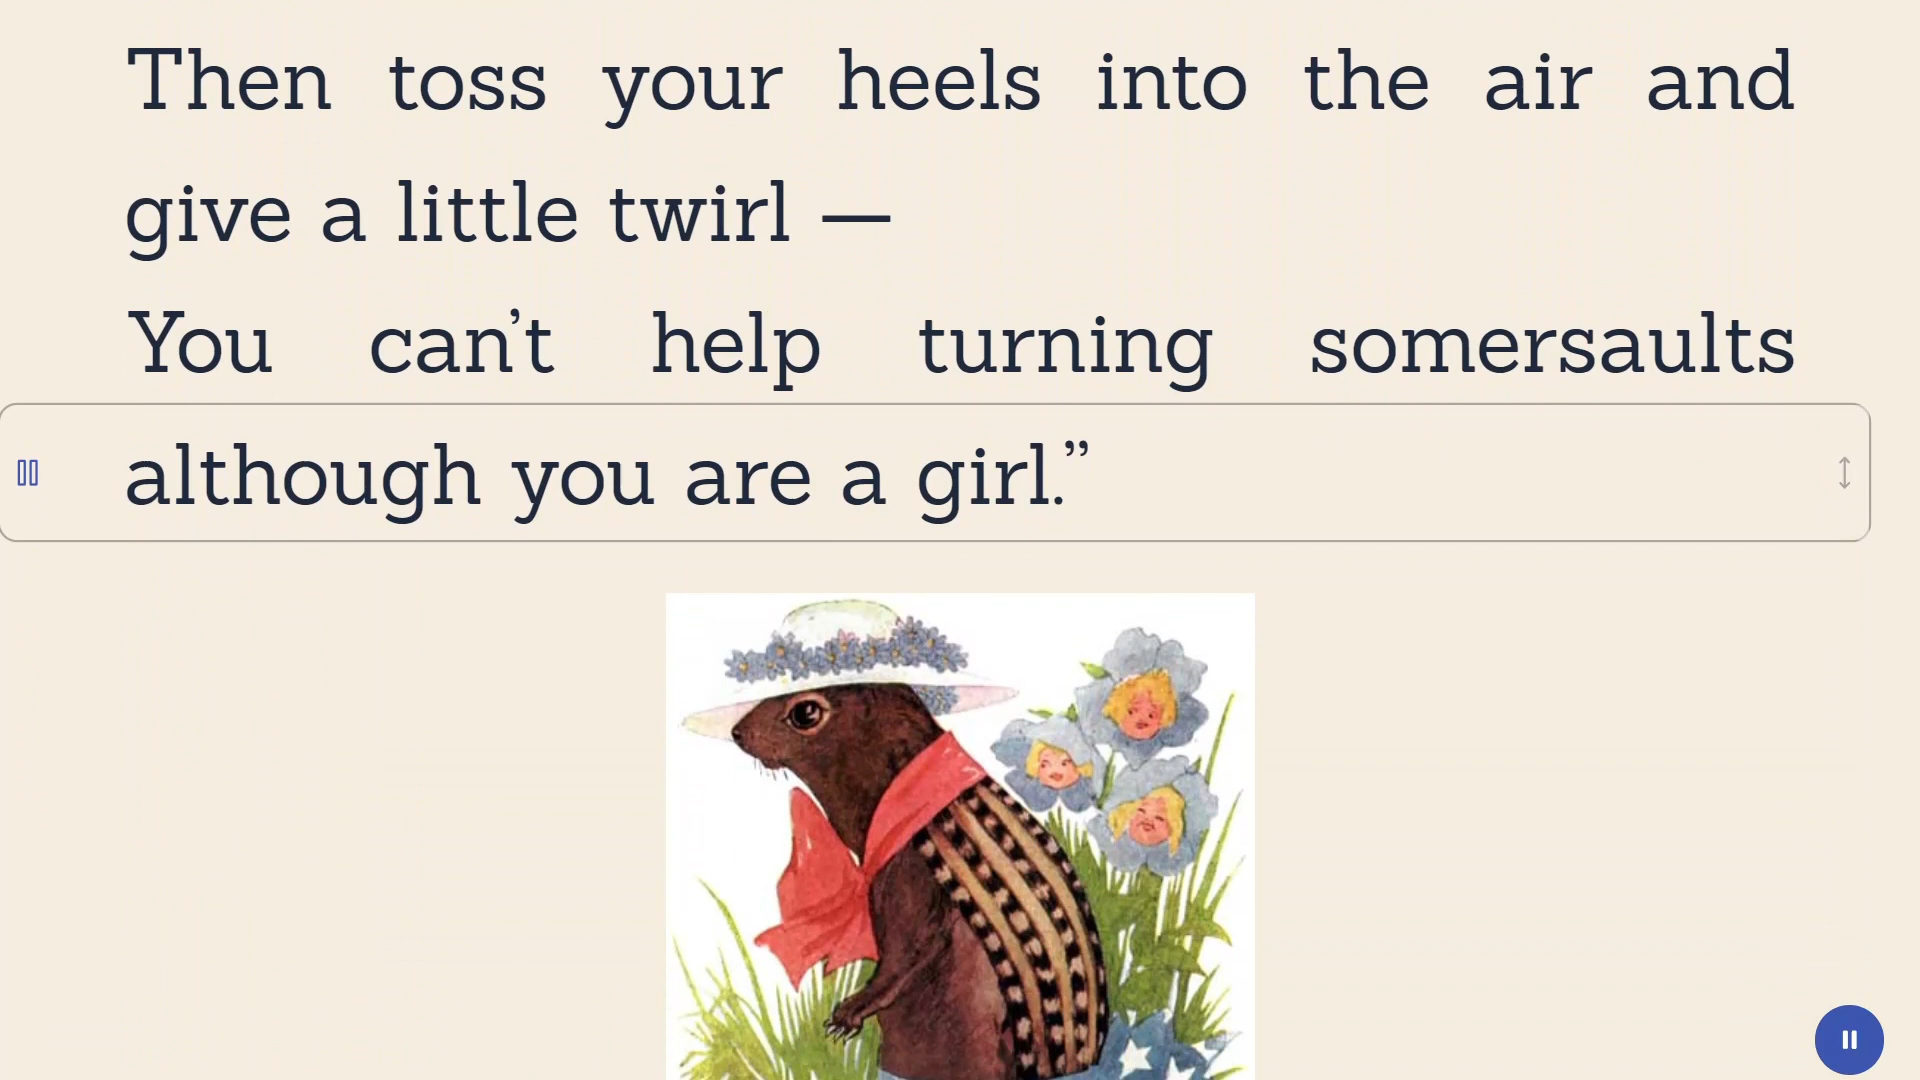 Then toss your heels into the air and
give a little twirl —
You can’t help turning somersaults
although you are a girl.”